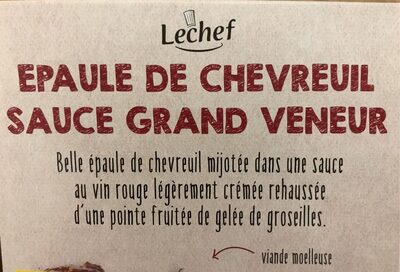 Lechef
EPAULE DE CHEVREUIL
SAUCE GRAND VENEUR
Belle épaule de chevreuil mijotée dans une sauce
au vin rouge légèrement crémée rehaussée
d'une pointe fruitée de gelée de groseilles.
viande moelleuse